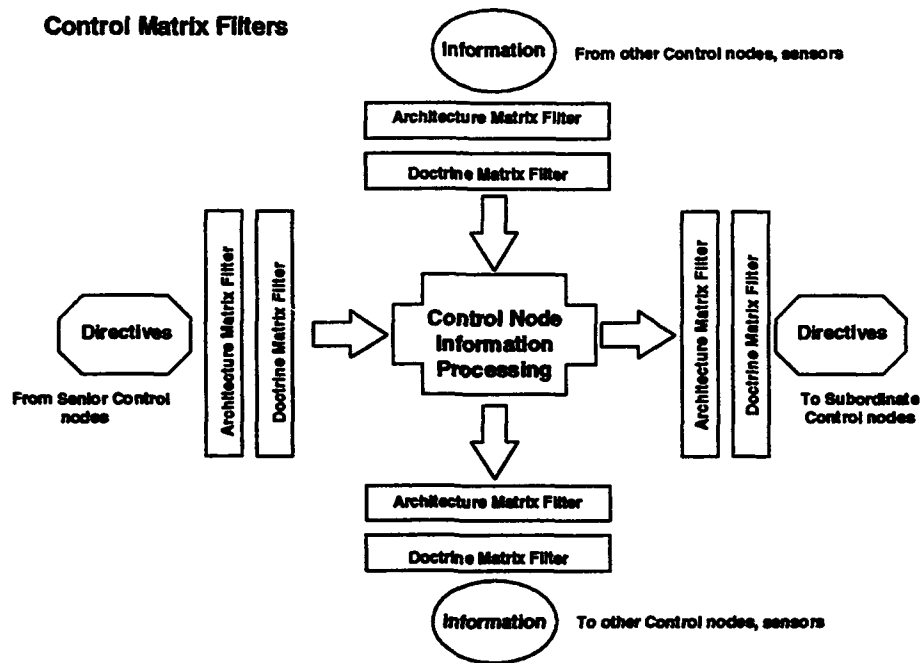 Control Matrix Filters
Information
From other Control nodes, sensors
Architecture Matrix Filter
Doctrine Matrix Filter
Architecture Matrix Filter
Doctrine Matrix Filter
Directives
From Senior Control
nodes
Control Node
Information
Processing
Architecture Matrix Filter
Doctrine Matrix Filter
Directives
To Subordinate
Control nodes
Architecture Matrix Filter
Doctrine Matrix Filter
Information
To other Control nodes, sensors